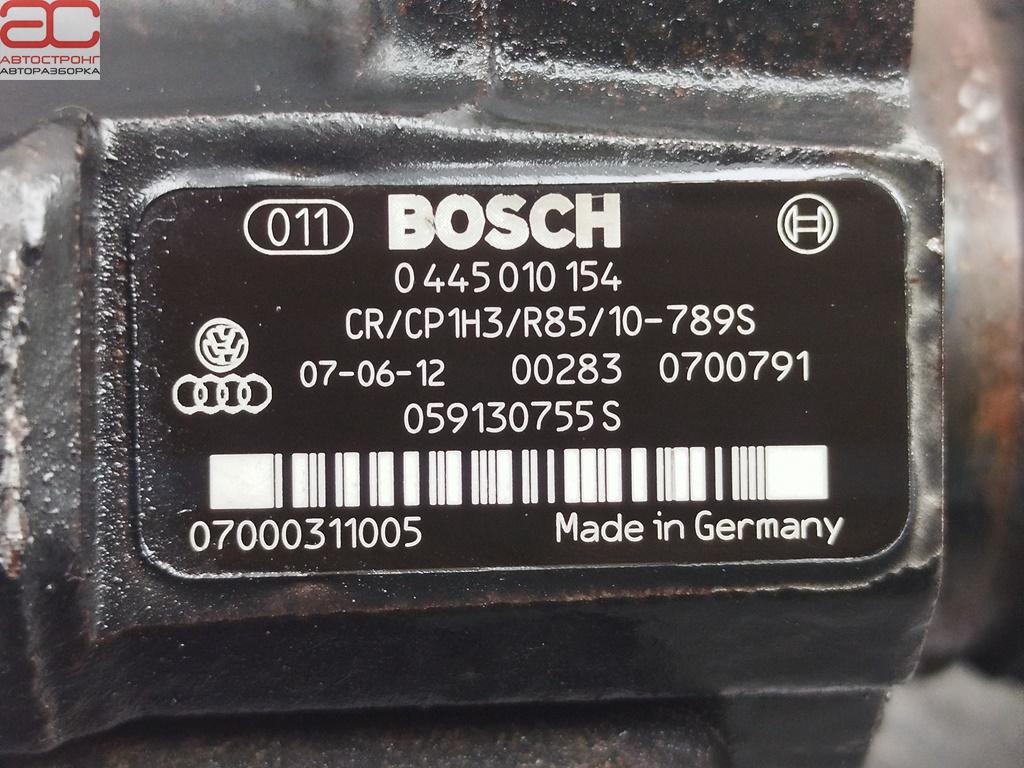 ас
АВТОСТРОНГ
АВТОРАЗБОРКА
011 BOSCH
0 445 010 154
CR/CP1H3/R85/10-789S
07-06-12 00283 0700791
059130755S
07000311005 Made in Germany